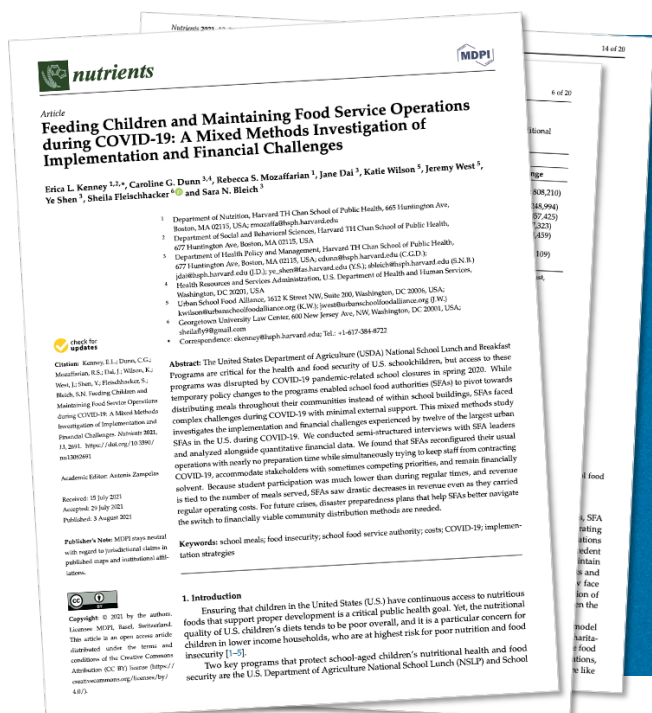 Nutrients 2021
14 of 20
6 of 20
nutrients
MDPI
Article
Feeding Children and Maintaining Food Service Operations
during COVID-19: A Mixed Methods Investigation of
Implementation and Financial Challenges
Erica L. Kenney 1,2,*, Caroline G. Dunn 3,4, Rebecca S. Mozaffarian 1, Jane Dai 3, Katie Wilson 5, Jeremy West 5,
Ye Shen 3, Sheila Fleischhacker 6 and Sara N. Bleich 3
1 Department of Nutrition, Harvard TH Chan School of Public Health, 665 Huntington Ave,
Boston, MA 02115, USA; rmozaffa@hsph.harvard.edu
2 Department of Social and Behavioral Sciences, Harvard TH Chan School of Public Health,
677 Huntington Ave, Boston, MA 02115, USA
3 Department of Health Policy and Management, Harvard TH Chan School of Public Health,
677 Huntington Ave, Boston, MA 02115, USA; cdunn@hsph.harvard.edu (C.G.D.);
jdai@hsph.harvard.edu (J.D.); ye_shen@fas.harvard.edu (Y.S.); sbleich@hsph.harvard.edu (S.N.B.)
4 Health Resources and Services Administration, U.S. Department of Health and Human Services,
Washington, DC 20201, USA
5 Urban School Food Alliance, 1612 K Street NW, Suite 200, Washington, DC 20006, USA;
kwilson@urbanschoolfoodalliance.org (K.W.); jwest@urbanschoolfoodalliance.org (J.W.)
6 Georgetown University Law Center, 600 New Jersey Ave, NW, Washington, DC 20001, USA;
sheilafly9@gmail.com
* Correspondence: ekenney@hsph.harvard.edu; Tel.: +1-617-384-8722
check for
updates
Citation: Kenney, E.L.; Dunn, C.G.;
Mozaffarian, R.S.; Dai, J.; Wilson, K.;
West, J.; Shen, Y.; Fleischhacker, S.;
Bleich, S.N. Feeding Children and
Maintaining Food Service Operations
during COVID-19: A Mixed Methods
Investigation of Implementation and
Financial Challenges. Nutrients 2021,
13, 2691. https://doi.org/10.3390/
nu13082691
Academic Editor: Antonis Zampelas
Received: 15 July 2021
Accepted: 29 July 2021
Published: 3 August 2021
Publisher's Note: MDPI stays neutral
with regard to jurisdictional claims in
published maps and institutional affil-
iations.
Copyright: © 2021 by the authors.
Licensee MDPI, Basel, Switzerland.
This article is an open access article
distributed under the terms and
conditions of the Creative Commons
Attribution (CC BY) license (https://
creativecommons.org/licenses/by/
4.0/).
Abstract: The United States Department of Agriculture (USDA) National School Lunch and Breakfast
Programs are critical for the health and food security of U.S. schoolchildren, but access to these
programs was disrupted by COVID-19 pandemic-related school closures in spring 2020. While
temporary policy changes to the programs enabled school food authorities (SFAs) to pivot towards
distributing meals throughout their communities instead of within school buildings, SFAs faced
complex challenges during COVID-19 with minimal external support. This mixed methods study
investigates the implementation and financial challenges experienced by twelve of the largest urban
SFAs in the U.S. during COVID-19. We conducted semi-structured interviews with SFA leaders
and analyzed alongside quantitative financial data. We found that SFAs reconfigured their usual
operations with nearly no preparation time while simultaneously trying to keep staff from contracting
COVID-19, accommodate stakeholders with sometimes competing priorities, and remain financially
solvent. Because student participation was much lower than during regular times, and revenue
is tied to the number of meals served, SFAs saw drastic decreases in revenue even as they carried
regular operating costs. For future crises, disaster preparedness plans that help SFAs better navigate
the switch to financially viable community distribution methods are needed.
Keywords: school meals; food insecurity; school food service authority; costs; COVID-19; implemen-
tation strategies
1. Introduction
Ensuring that children in the United States (U.S.) have continuous access to nutritious
foods that support proper development is a critical public health goal. Yet, the nutritional
quality of U.S. children's diets tends to be poor overall, and it is a particular concern for
children in lower income households, who are at highest risk for poor nutrition and food
insecurity [1–5].
Two key programs that protect school-aged children's nutritional health and food
security are the U.S. Department of Agriculture National School Lunch (NSLP) and School